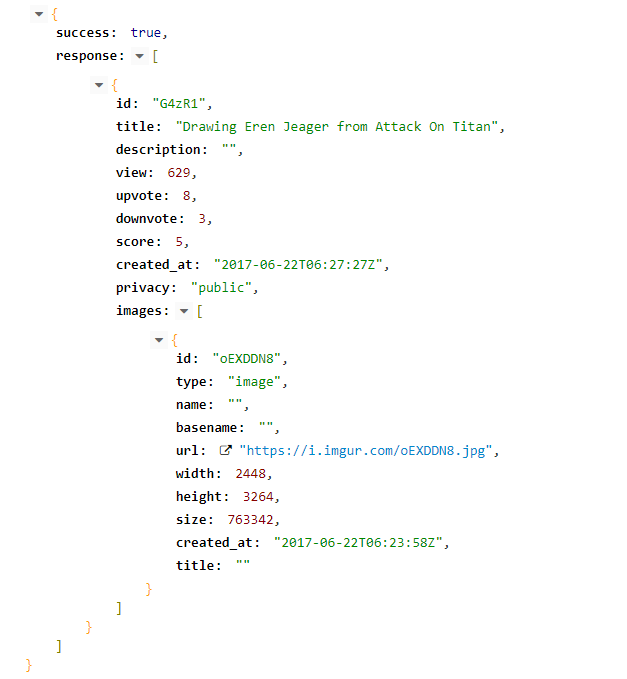 {
success: true,
response: [
{
id: "G4zR1",
title: "Drawing Eren Jeager from Attack On Titan",
description: "",
view: 629,
upvote: 8,
downvote: 3,
score: 5,
created_at: "2017-06-22T06:27:27Z",
privacy: "public",
images: [
{
id: "oEXDDN8",
type: "image",
name: "",
basename: "",
url: "https://i.imgur.com/oEXDDN8.jpg",
width: 2448,
height: 3264,
size: 763342,
created_at: "2017-06-22T06:23:58Z",
title: ""
}
]
}
]
}